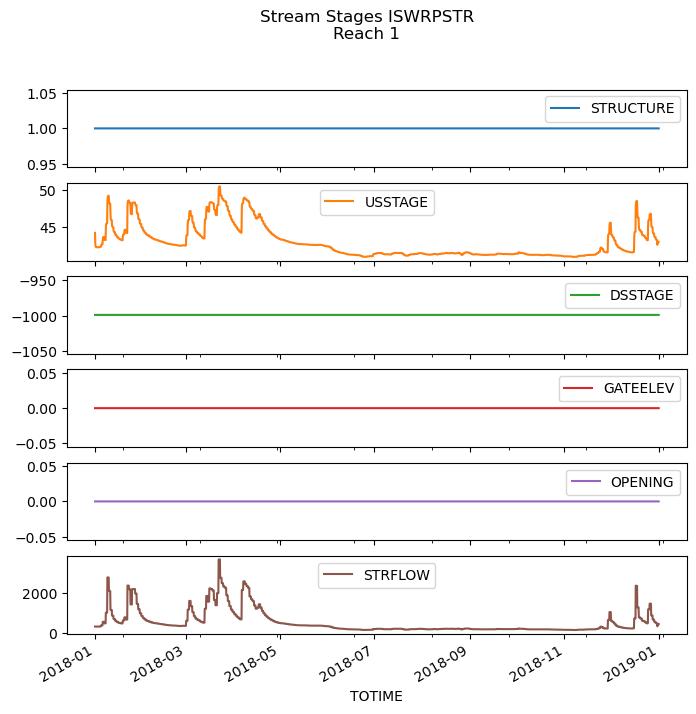 Stream Stages ISWRPSTR
Reach 1
1.05
1.00
0.95
STRUCTURE
50
45
USSTAGE
−950
−1000
−1050
DSSTAGE
0.05
0.00
−0.05
GATEELEV
0.05
0.00
−0.05
OPENING
2000
0
STRFLOW
2018-01
2018-03
2018-05
2018-07
2018-09
2018-11
2019-01
TOTIME